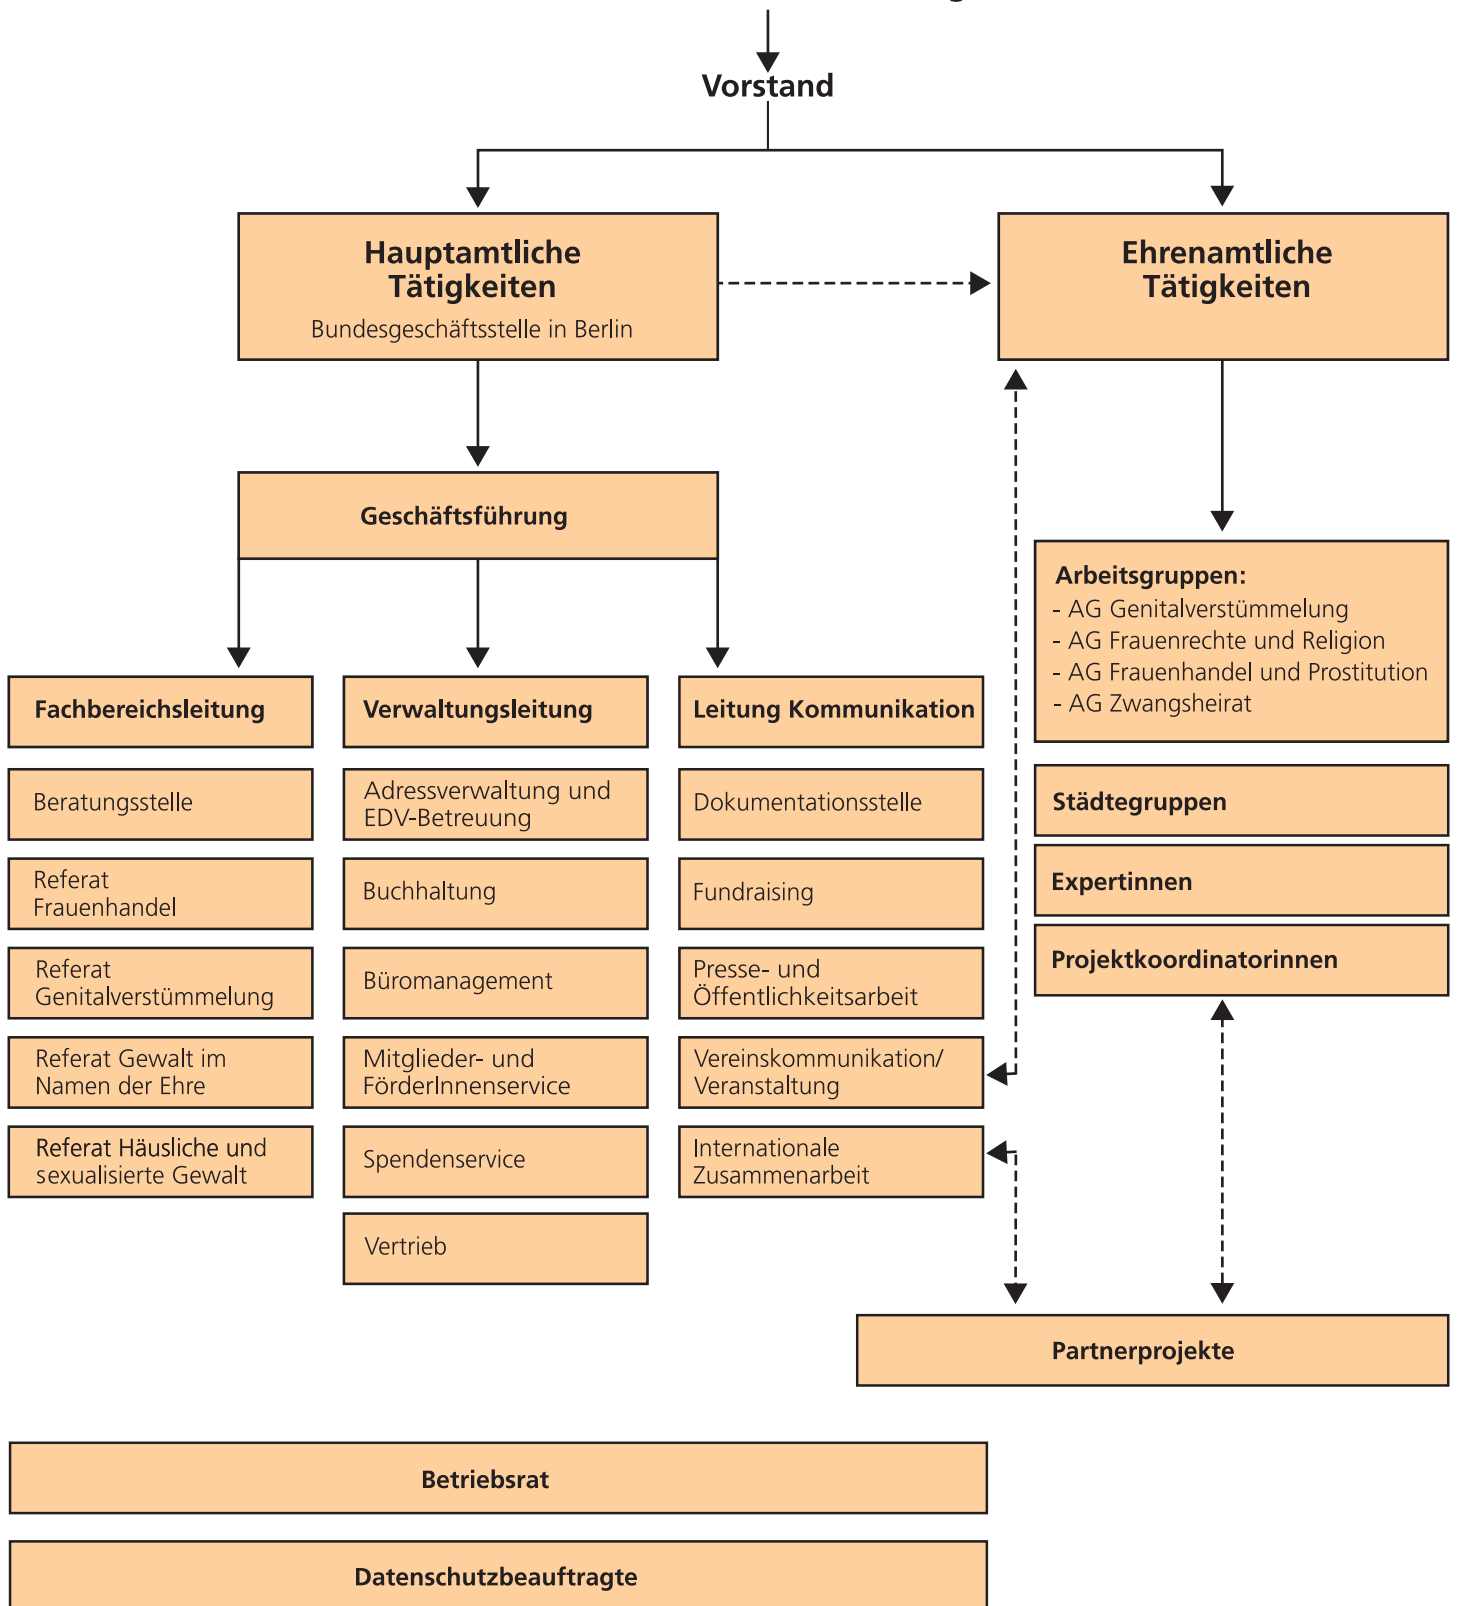 Vorstand
Hauptamtliche
Tätigkeiten
Bundesgeschäftsstelle in Berlin
Ehrenamtliche
Tätigkeiten
Geschäftsführung
Arbeitsgruppen:
- AG Genitalverstümmelung
- AG Frauenrechte und Religion
- AG Frauenhandel und Prostitution
- AG Zwangsheirat
Fachbereichsleitung
Beratungsstelle
Referat
Frauenhandel
Referat
Genitalverstümmelung
Referat Gewalt im
Namen der Ehre
Referat Häusliche und
sexualisierte Gewalt
Verwaltungsleitung
Adressverwaltung und
EDV-Betreuung
Buchhaltung
Büromanagement
Mitglieder- und
FörderInnenservice
Spendenservice
Vertrieb
Leitung Kommunikation
Dokumentationsstelle
Fundraising
Presse- und
Öffentlichkeitsarbeit
Vereinskommunikation/
Veranstaltung
Internationale
Zusammenarbeit
Städtegruppen
Expertinnen
Projektkoordinatorinnen
Partnerprojekte
Betriebsrat
Datenschutzbeauftragte